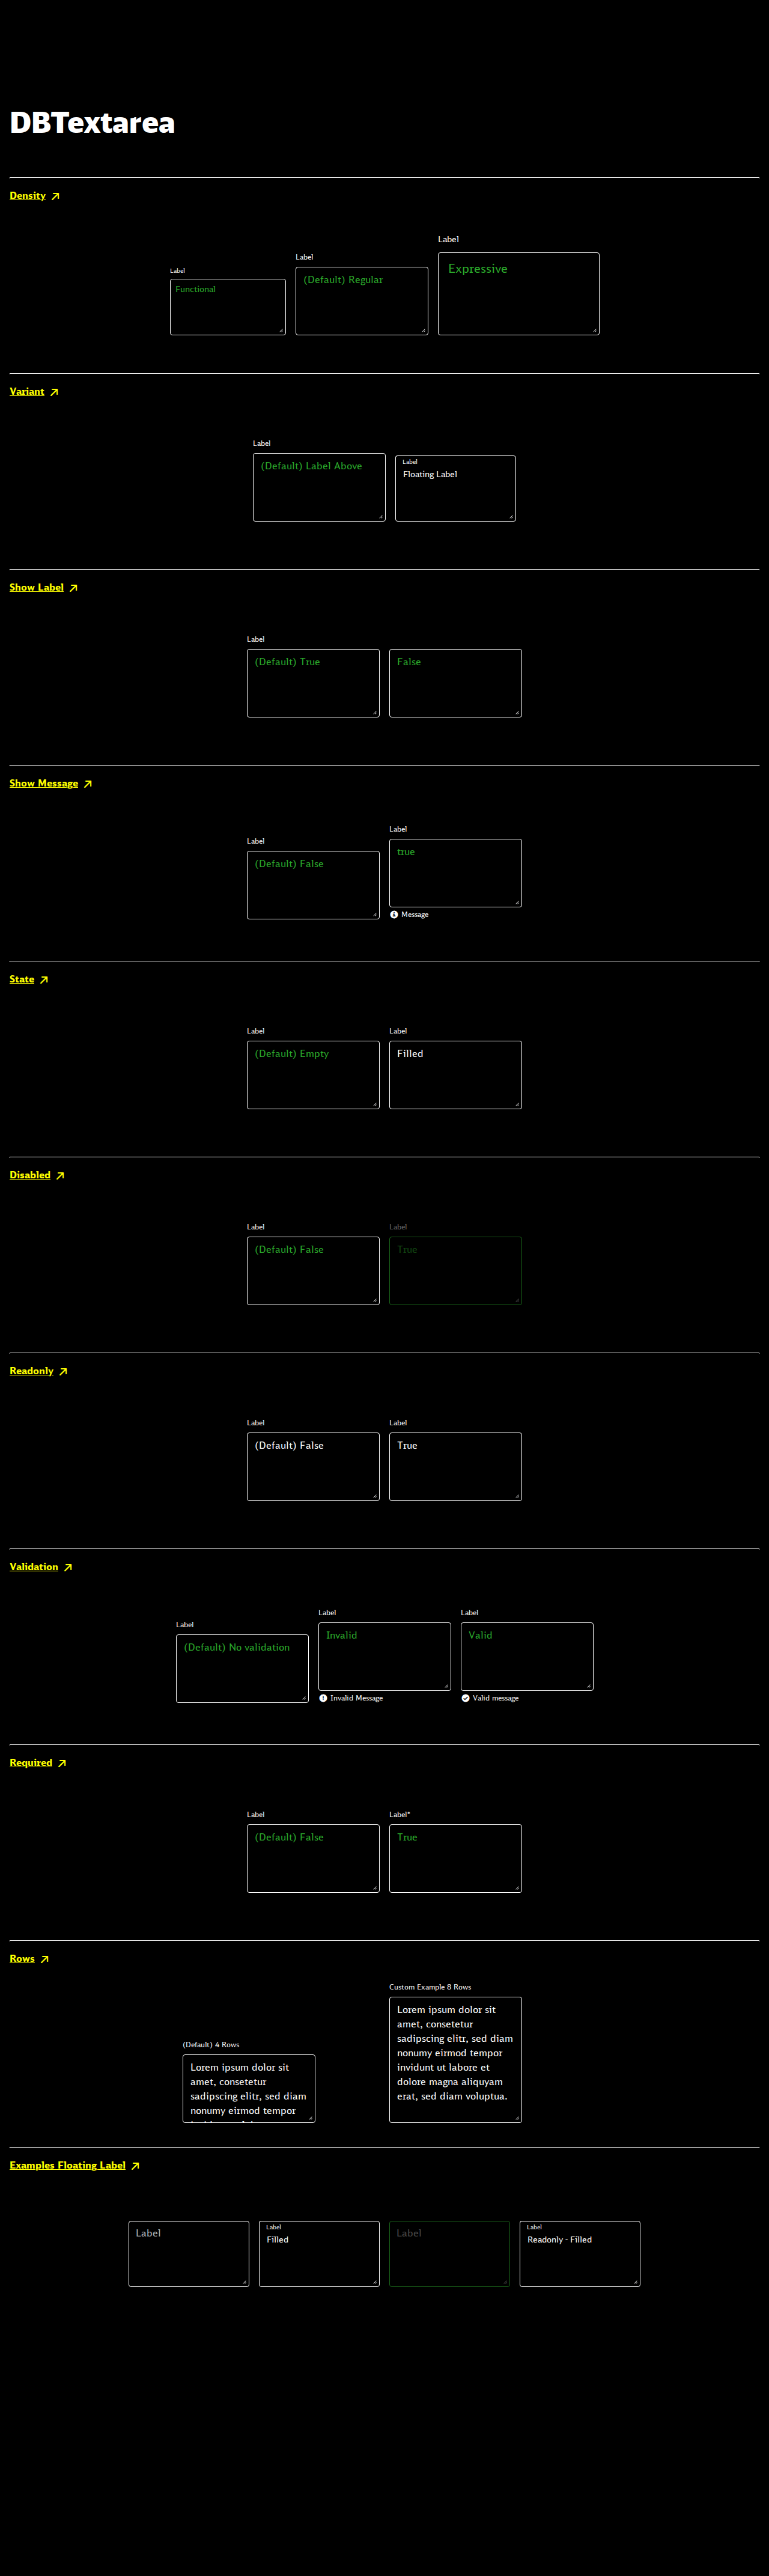 DBTextarea
Density
Label
Label
Label
Functional
(Default) Regular
Expressive
Variant
Label
(Default) Label Above
Label
Floating Label
Show Label
Label
(Default) True
False
Show Message
Label
(Default) False
Label
true
Message
State
Label
(Default) Empty
Label
Filled
Disabled
Label
(Default) False
Label
True
Readonly
Label
(Default) False
Label
True
Validation
Label
(Default) No validation
Label
Invalid
Invalid Message
Label
Valid
Valid message
Required
Label
(Default) False
Label*
True
Rows
(Default) 4 Rows
Lorem ipsum dolor sit
amet, consetetur
sadipscing elitr, sed diam
nonumy eirmod tempor
Custom Example 8 Rows
Lorem ipsum dolor sit
amet, consetetur
sadipscing elitr, sed diam
nonumy eirmod tempor
invidunt ut labore et
dolore magna aliquyam
erat, sed diam voluptua.
Examples Floating Label
Label
Label
Filled
Label
Label
Readonly - Filled